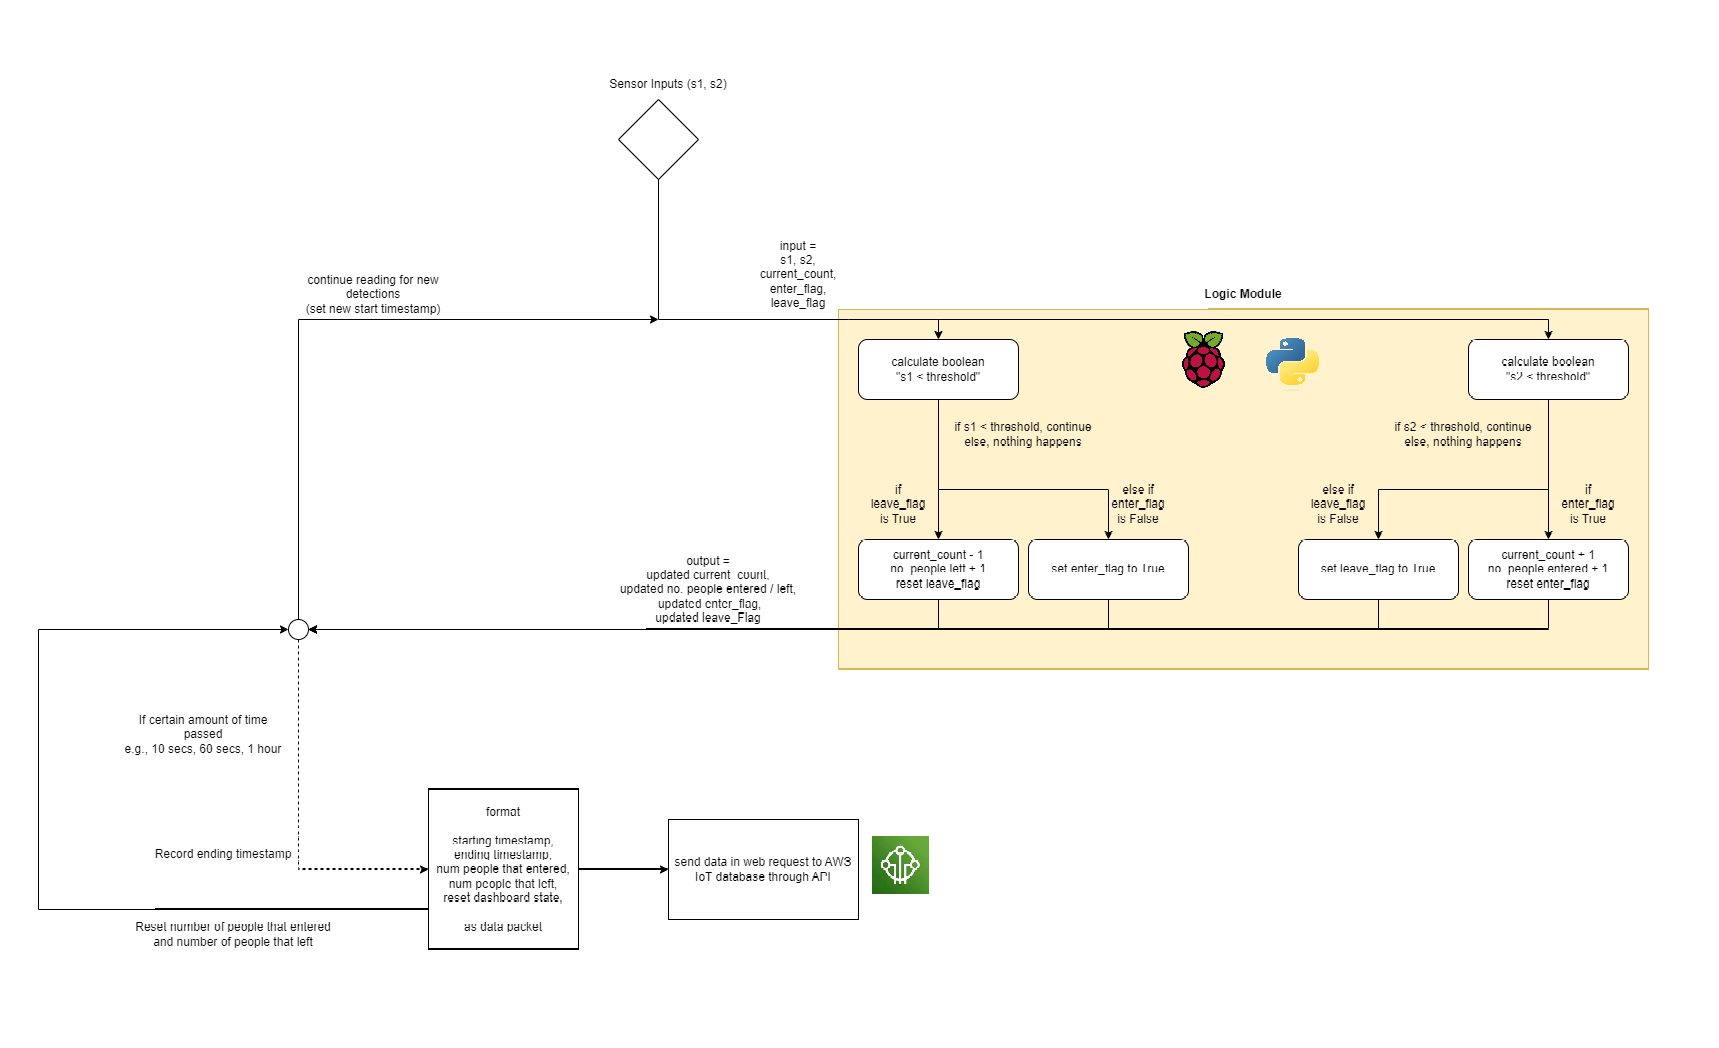 Sensor Inputs (s1, s2)
input =
s1, s2,
current_count,
enter_flag,
leave_flag
continue reading for new
detections
(set new start timestamp)
Logic Module
calculate boolean
"s1 < threshold"
calculate boolean
"s2 < threshold"
if s1 < threshold, continue
else, nothing happens
if s2 < threshold, continue
else, nothing happens
if
leave_flag
is True
else if
enter_flag
is False
else if
leave_flag
is False
if
enter_flag
is True
current_count - 1
no. people left + 1
reset leave_flag
set enter_flag to True
set leave_flag to True
current_count + 1
no. people entered + 1
reset enter_flag
output =
updated current_count,
updated no. people entered / left,
updated enter_flag,
updated leave_Flag
If certain amount of time
passed
e.g., 10 secs, 60 secs, 1 hour
Record ending timestamp
format
starting timestamp,
ending timestamp,
num people that entered,
num people that left,
reset dashboard state,
as data packet
send data in web request to AWS
IoT database through API
Reset number of people that entered
and number of people that left